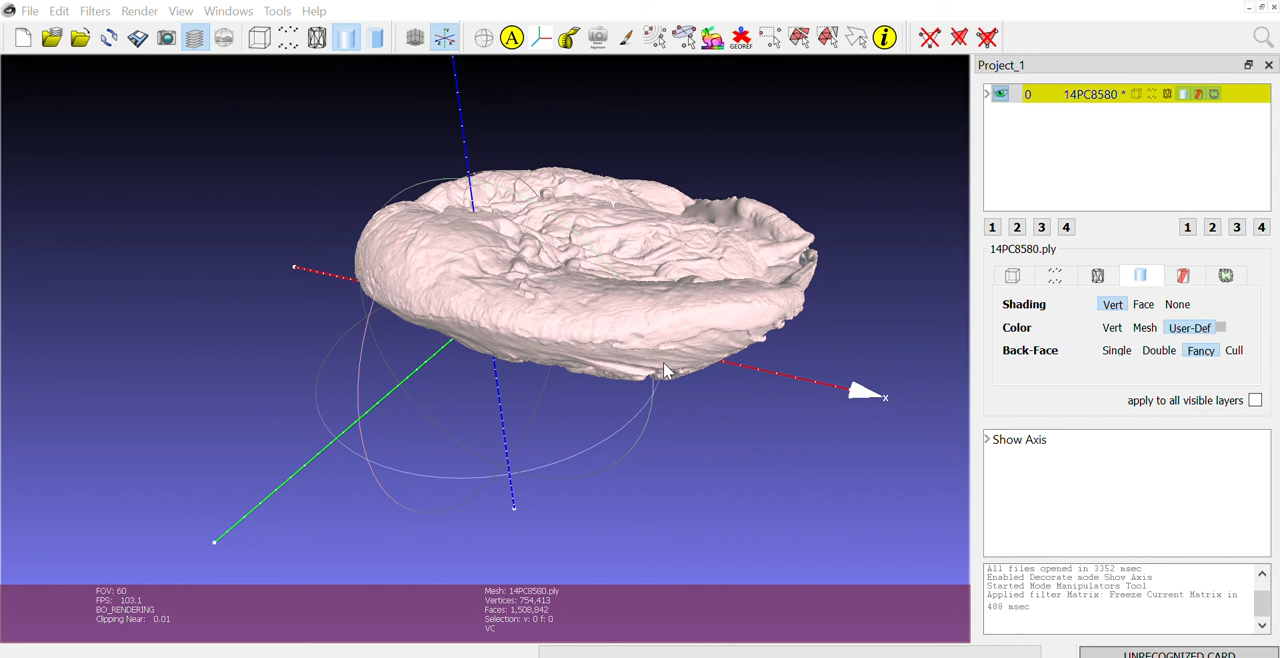 File Edit Filters Render View Windows Tools Help
A
GEOREF
i
Project_1
0 14PC8580 *
1 2 3 4 1 2 3 4
14PC8580.ply
Shading Vert Face None
Color Vert Mesh User-Def
Back-Face Single Double Fancy Cull
apply to all visible layers
Show Axis
x
FOV: 60
FPS: 103.1
BO_RENDERING
Clipping Near: 0.01
Mesh: 14PC8580.ply
Vertices: 754,413
Faces: 1,508,842
Selection: v: 0 f: 0
VC
All files opened in 3352 msec
Enabled Decorate mode Show Axis
Started Mode Manipulators Tool
Applied filter Matrix: Freeze Current Matrix in
488 msec
UNRECOGNIZED CARD